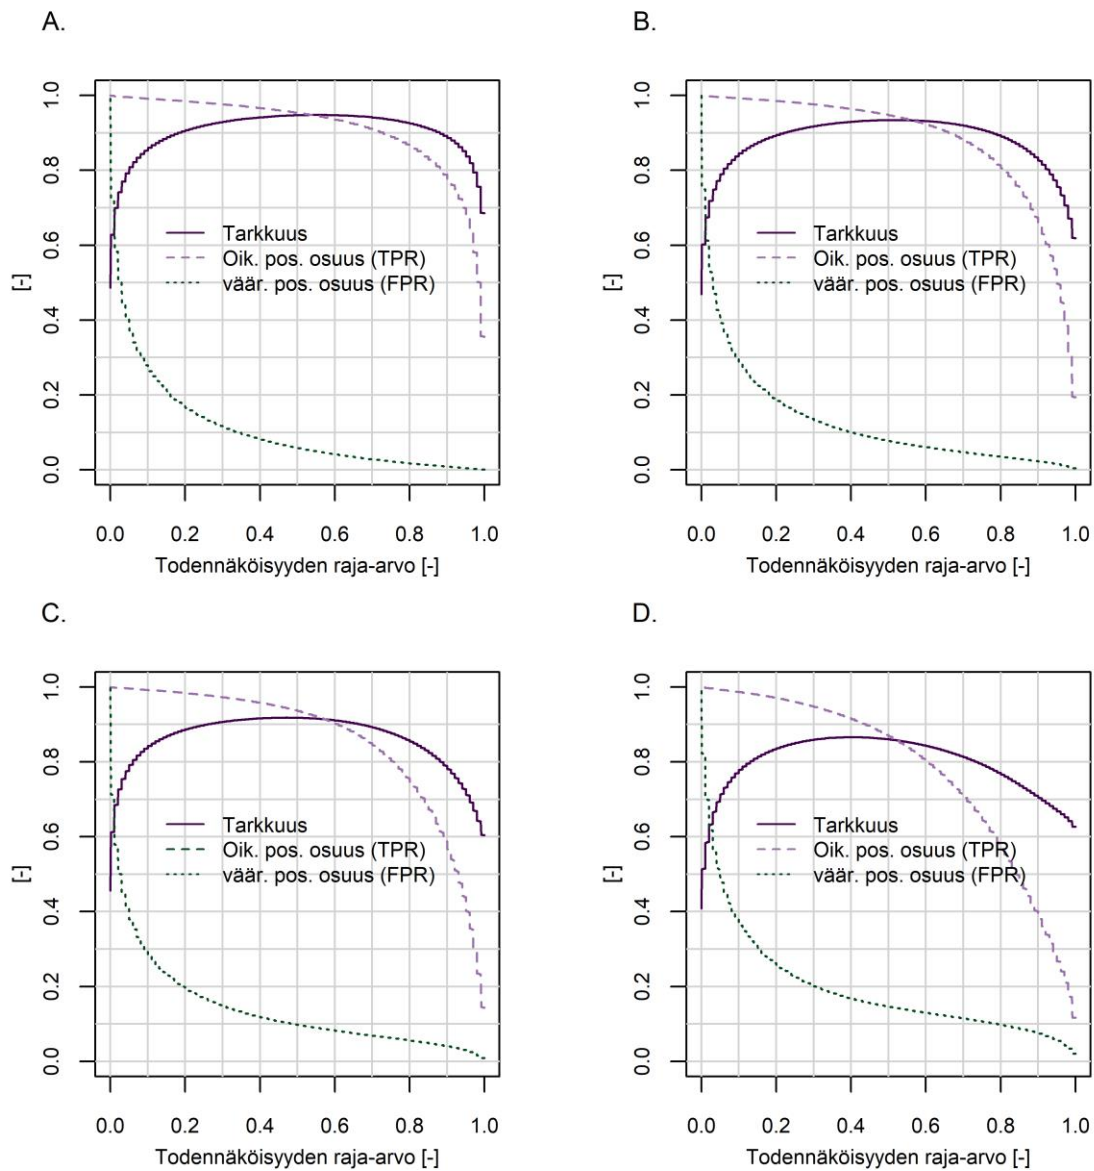 A.
1.0
0.8
0.6
0.4
0.2
0.0
[-]
Tarkkuus
Oik. pos. osuus (TPR)
väär. pos. osuus (FPR)
0.0 0.2 0.4 0.6 0.8 1.0
Todennäköisyyden raja-arvo [-]
B.
1.0
0.8
0.6
0.4
0.2
0.0
[-]
Tarkkuus
Oik. pos. osuus (TPR)
väär. pos. osuus (FPR)
0.0 0.2 0.4 0.6 0.8 1.0
Todennäköisyyden raja-arvo [-]
C.
1.0
0.8
0.6
0.4
0.2
0.0
[-]
Tarkkuus
Oik. pos. osuus (TPR)
väär. pos. osuus (FPR)
0.0 0.2 0.4 0.6 0.8 1.0
Todennäköisyyden raja-arvo [-]
D.
1.0
0.8
0.6
0.4
0.2
0.0
[-]
Tarkkuus
Oik. pos. osuus (TPR)
väär. pos. osuus (FPR)
0.0 0.2 0.4 0.6 0.8 1.0
Todennäköisyyden raja-arvo [-]